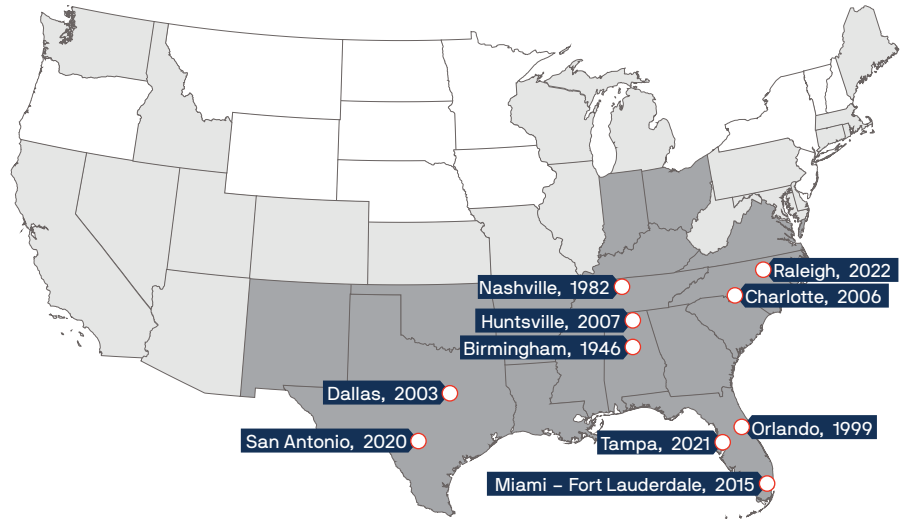 Raleigh, 2022
Nashville, 1982
Charlotte, 2006
Huntsville, 2007
Birmingham, 1946
Dallas, 2003
Orlando, 1999
San Antonio, 2020
Tampa, 2021
Miami – Fort Lauderdale, 2015